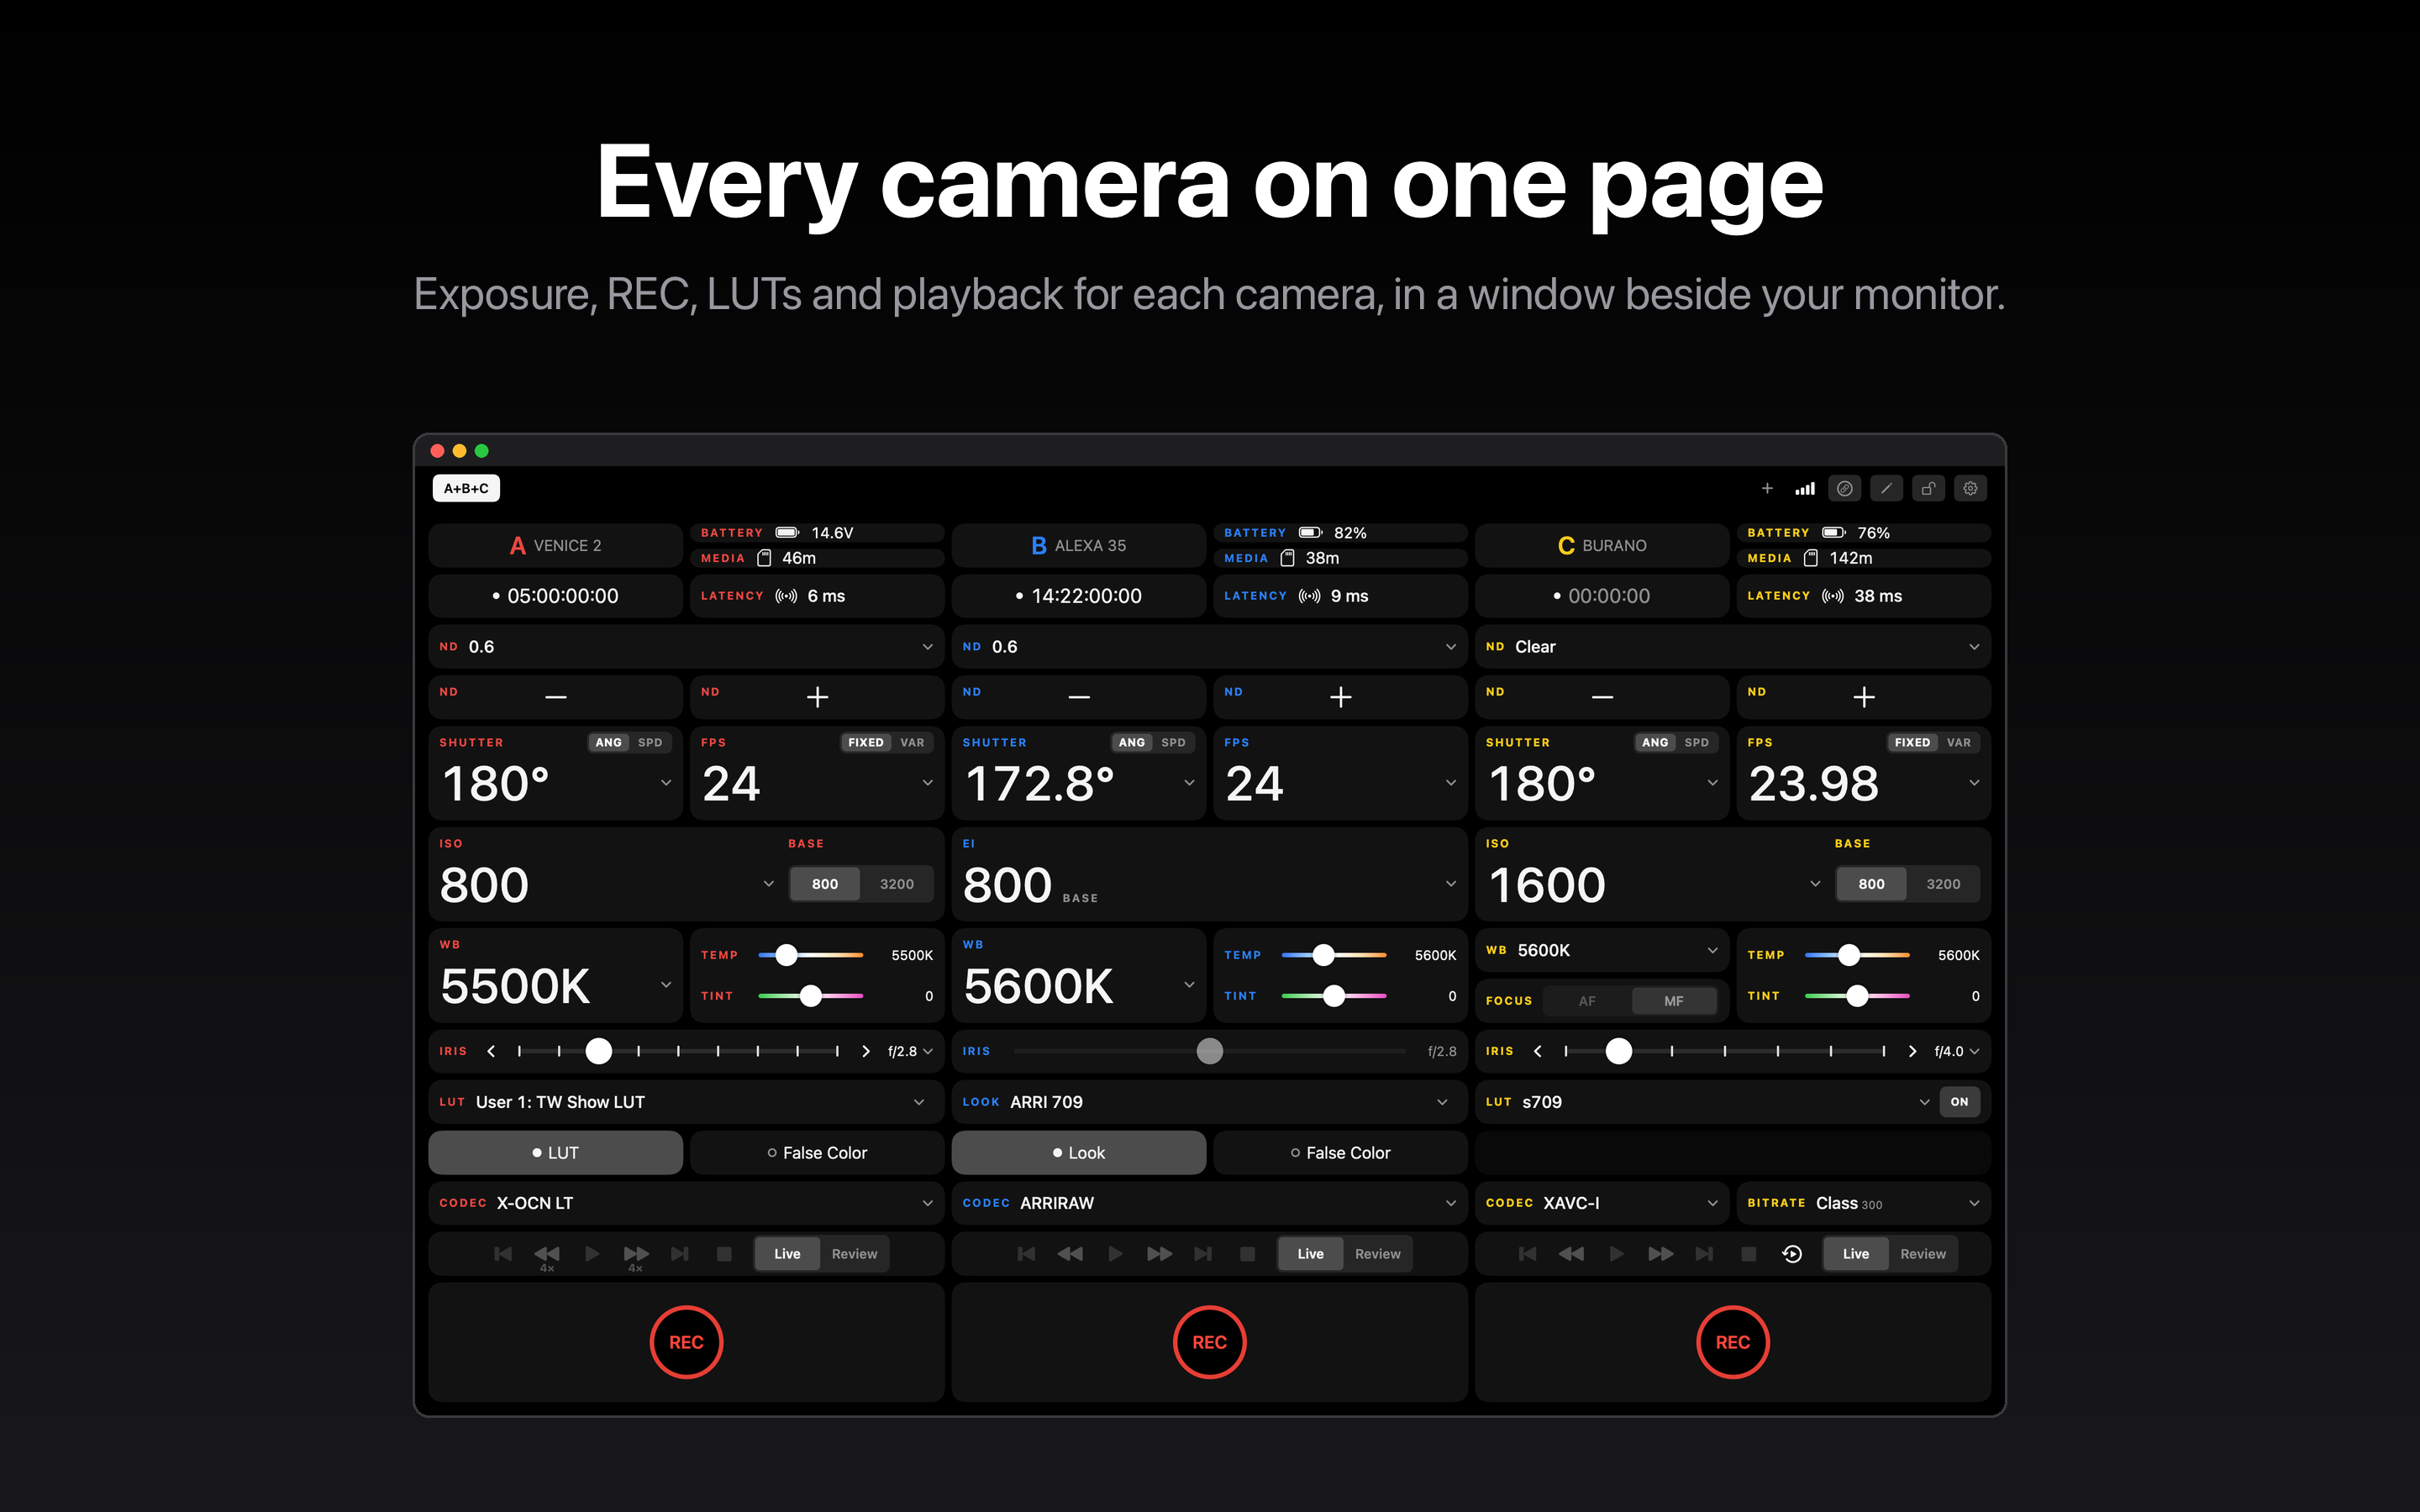 Every camera on one page
Exposure, REC, LUTs and playback for each camera, in a window beside your monitor.
A+B+C
A VENICE 2
BATTERY 14.6V
MEDIA 46m
B ALEXA 35
BATTERY 82%
MEDIA 38m
C BURANO
BATTERY 76%
MEDIA 142m
05:00:00:00
LATENCY 6 ms
14:22:00:00
LATENCY 9 ms
00:00:00
LATENCY 38 ms
ND 0.6
ND 0.6
ND Clear
ND −
ND +
ND −
ND +
ND −
ND +
SHUTTER ANG SPD
180°
FPS FIXED VAR
24
SHUTTER ANG SPD
172.8°
FPS
24
SHUTTER ANG SPD
180°
FPS FIXED VAR
23.98
ISO BASE
800 800 3200
EI
800 BASE
ISO BASE
1600 800 3200
WB
5500K
TEMP 5500K
TINT 0
WB
5600K
TEMP 5600K
TINT 0
WB 5600K
FOCUS AF MF
TEMP 5600K
TINT 0
IRIS f/2.8
IRIS f/2.8
IRIS f/4.0
LUT User 1: TW Show LUT
LOOK ARRI 709
LUT s709 ON
LUT
False Color
Look
False Color
CODEC X-OCN LT
CODEC ARRIRAW
CODEC XAVC-I
BITRATE Class 300
4x 4x Live Review
Live Review
Live Review
REC
REC
REC